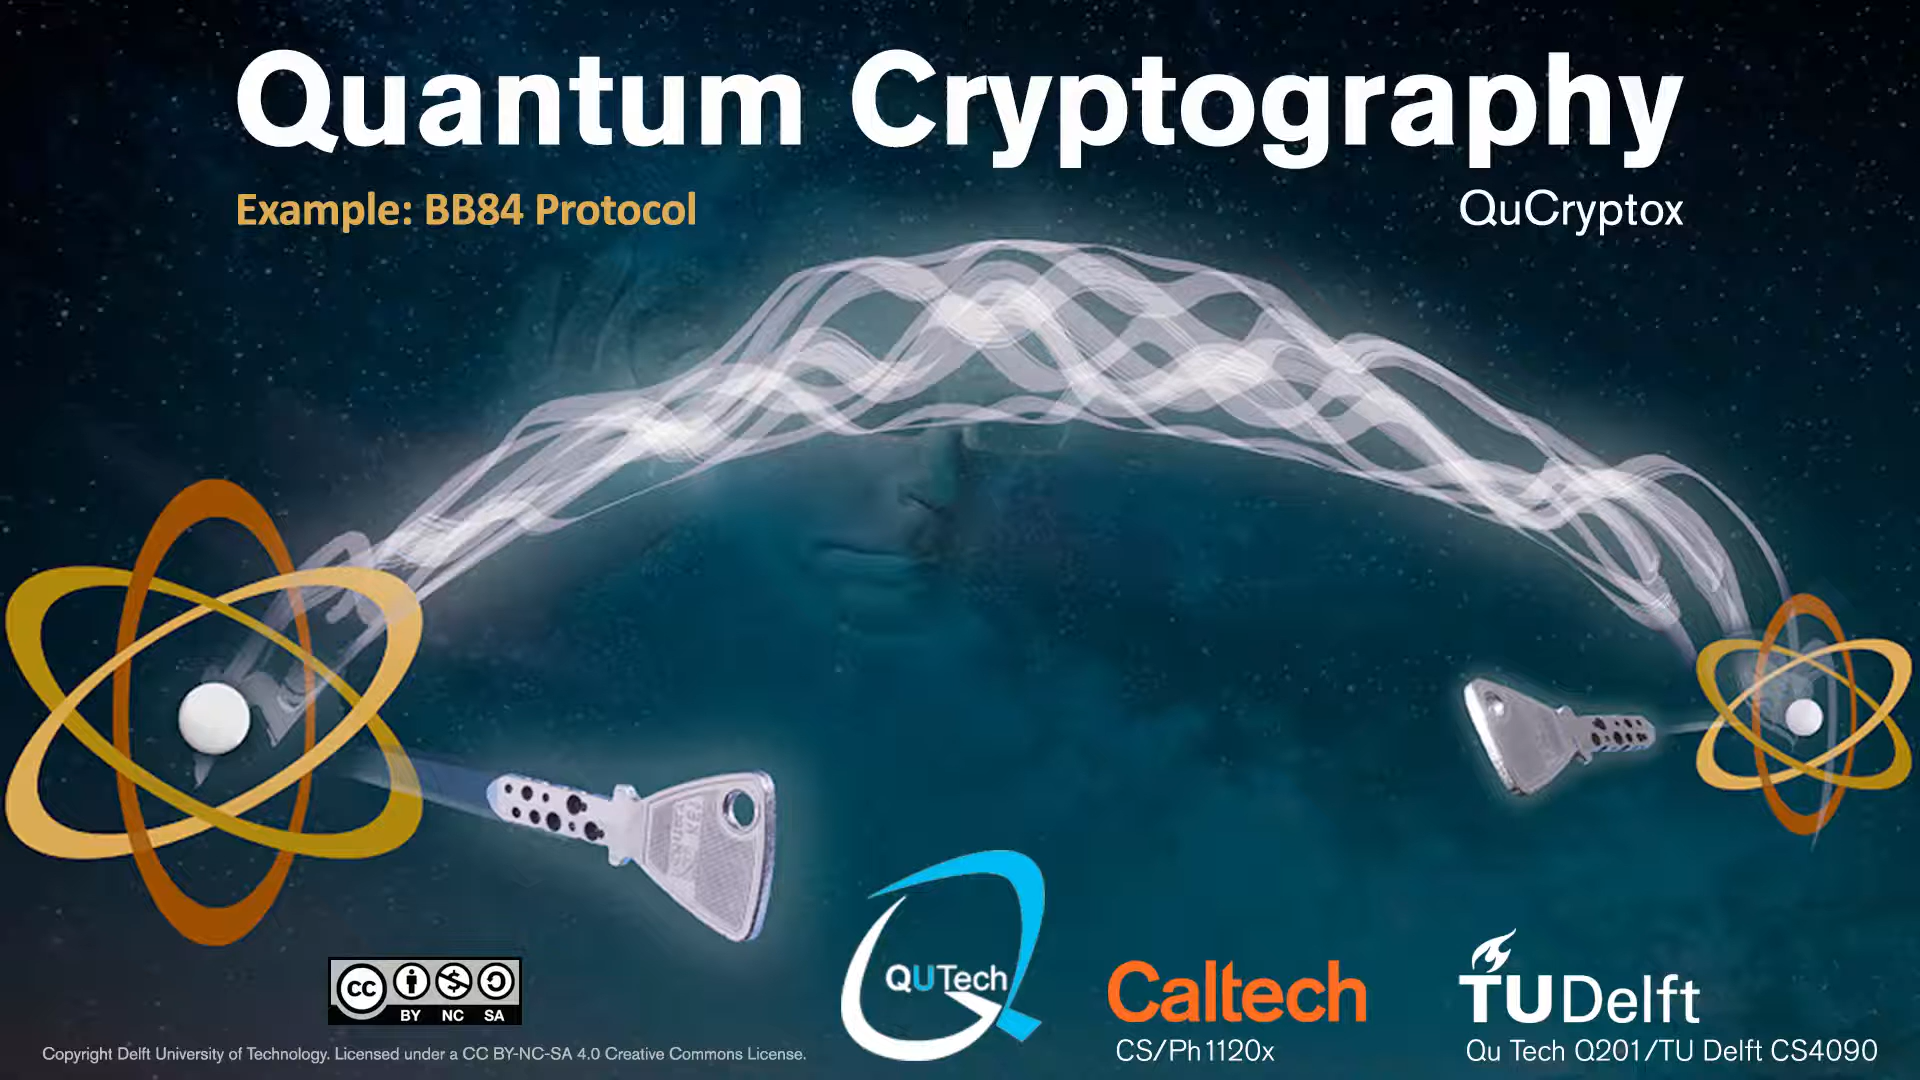 Quantum Cryptography
Example: BB84 Protocol
QuCryptox
QUTech
Caltech
CS/Ph1120x
TUDelft
Qu Tech Q201/TU Delft CS4090
cc
BY NC SA
Copyright Delft University of Technology. Licensed under a CC BY-NC-SA 4.0 Creative Commons License.